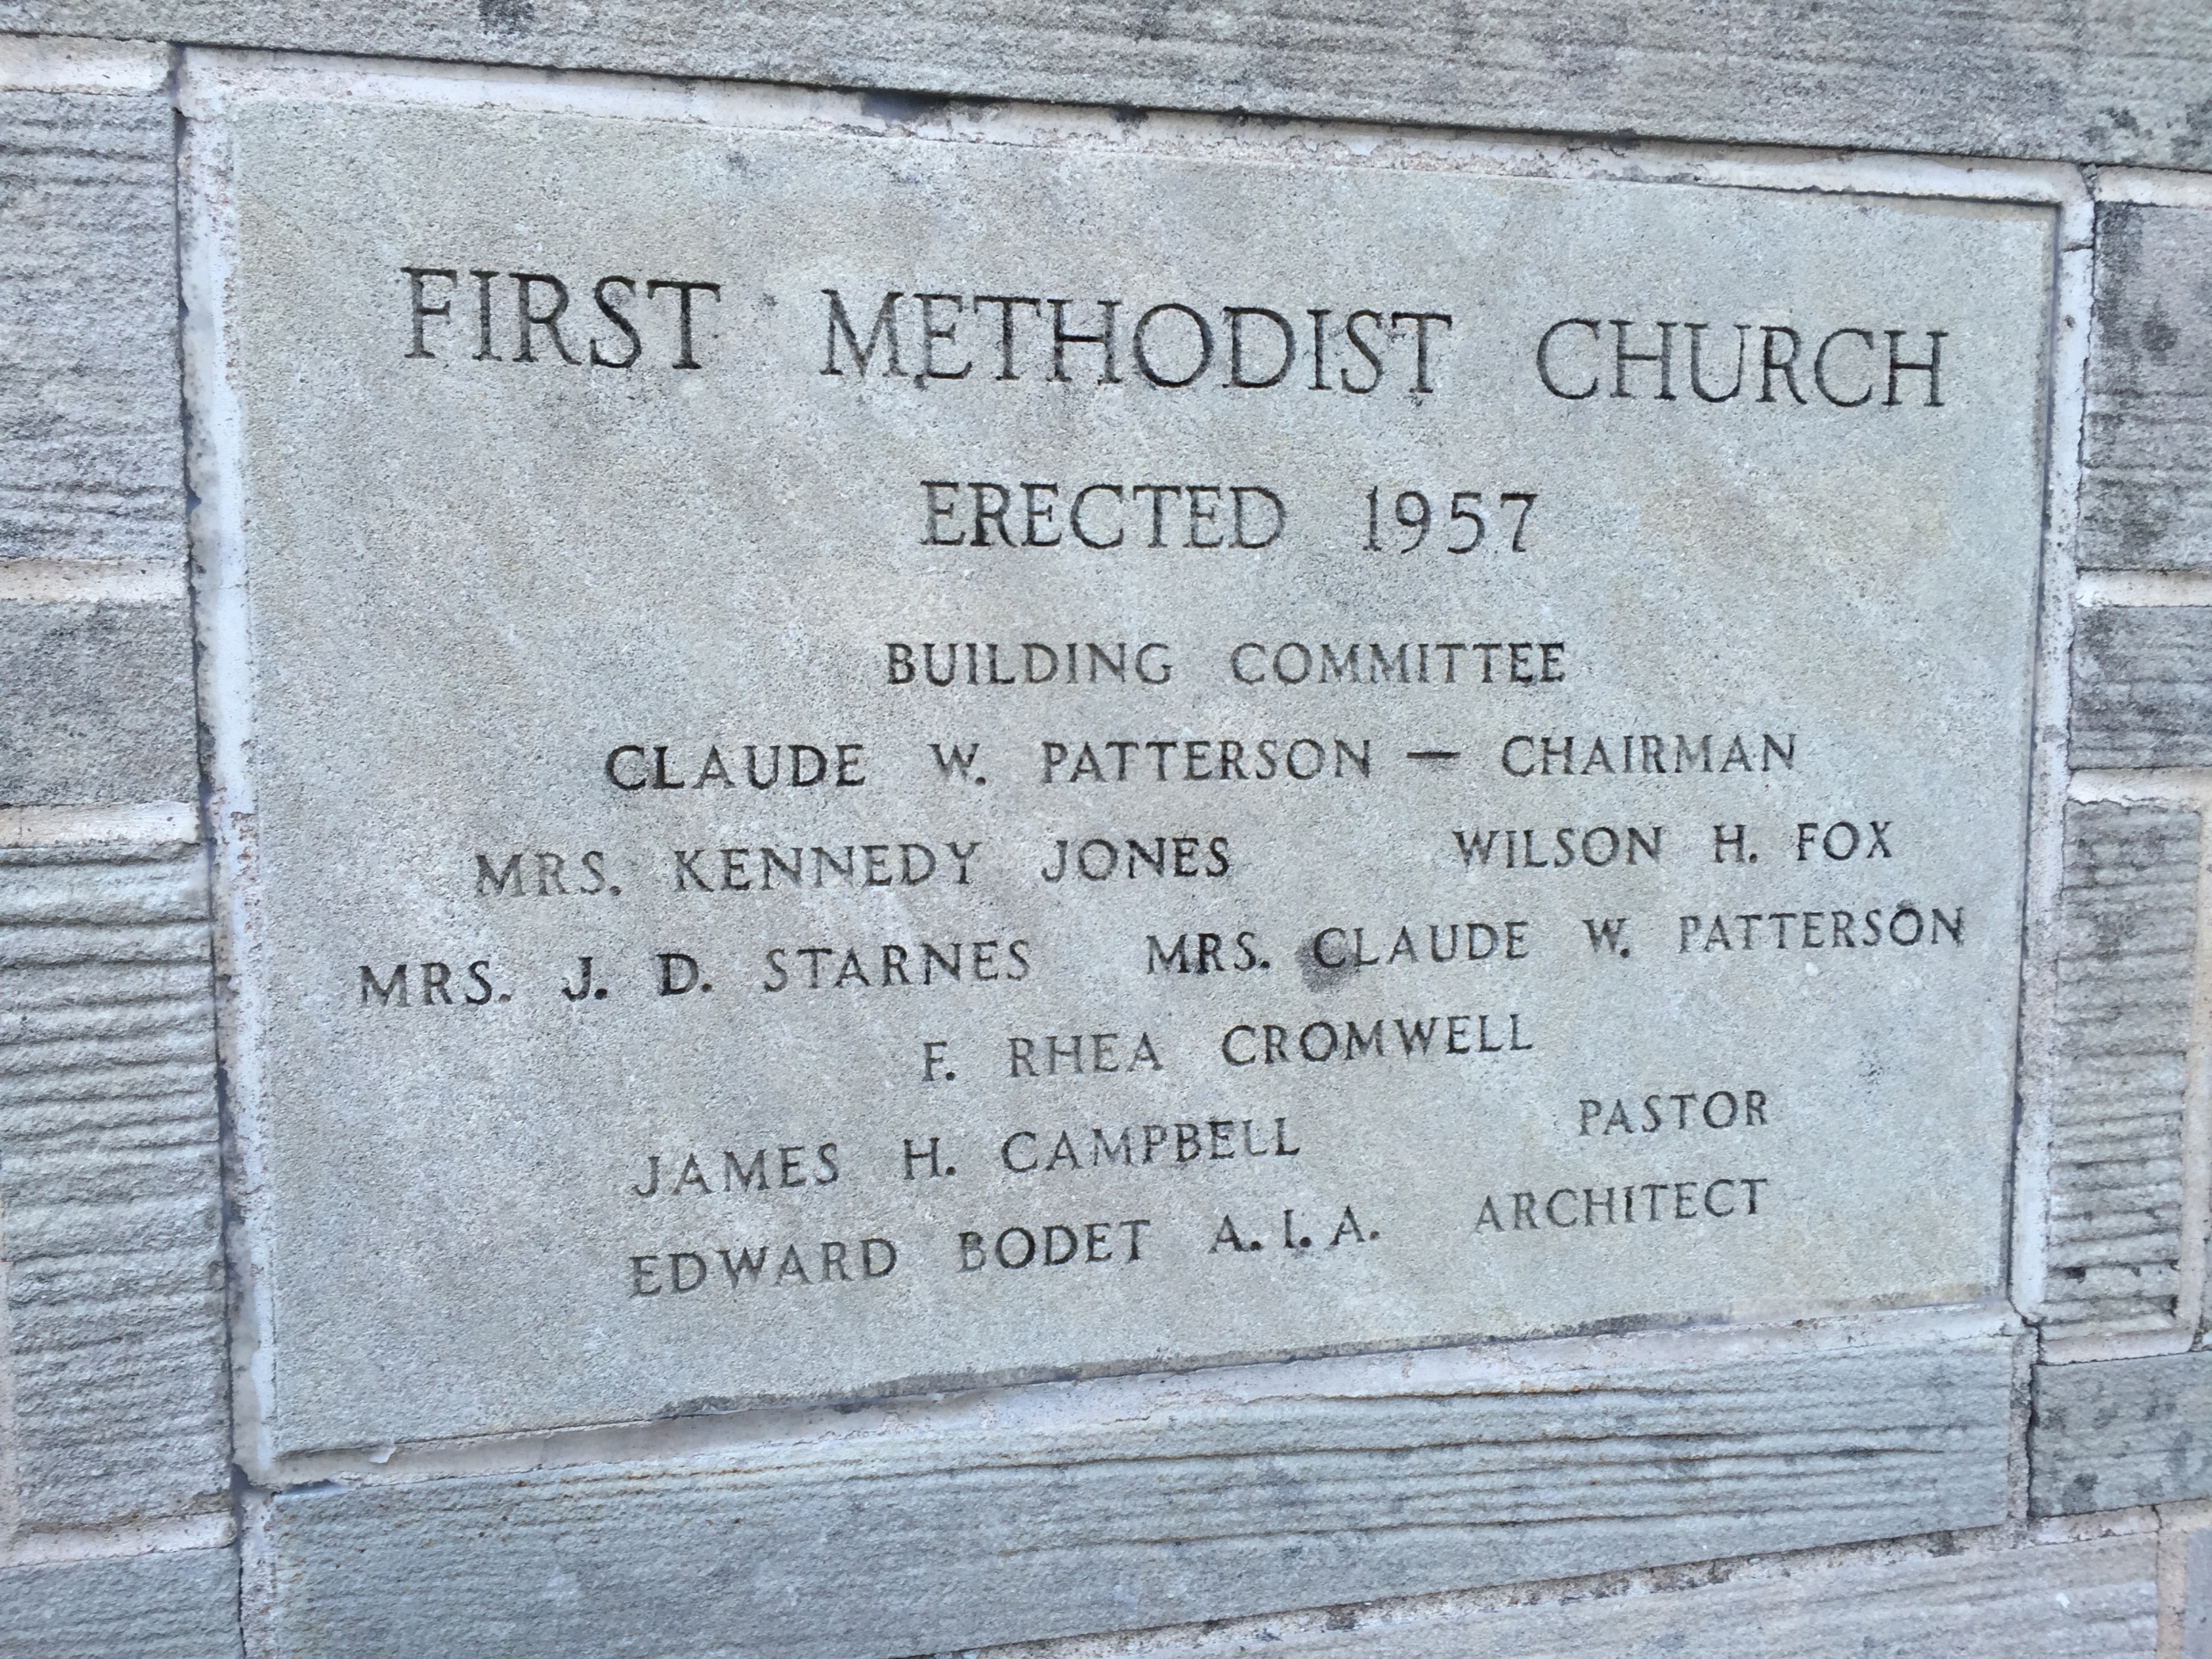 FIRST METHODIST CHURCH
ERECTED 1957
BUILDING COMMITTEE
CLAUDE W. PATTERSON — CHAIRMAN
MRS. KENNEDY JONES WILSON H. FOX
MRS. J. D. STARNES MRS. CLAUDE W. PATTERSON
F. RHEA CROMWELL
JAMES H. CAMPBELL PASTOR
EDWARD BODET A. I. A. ARCHITECT